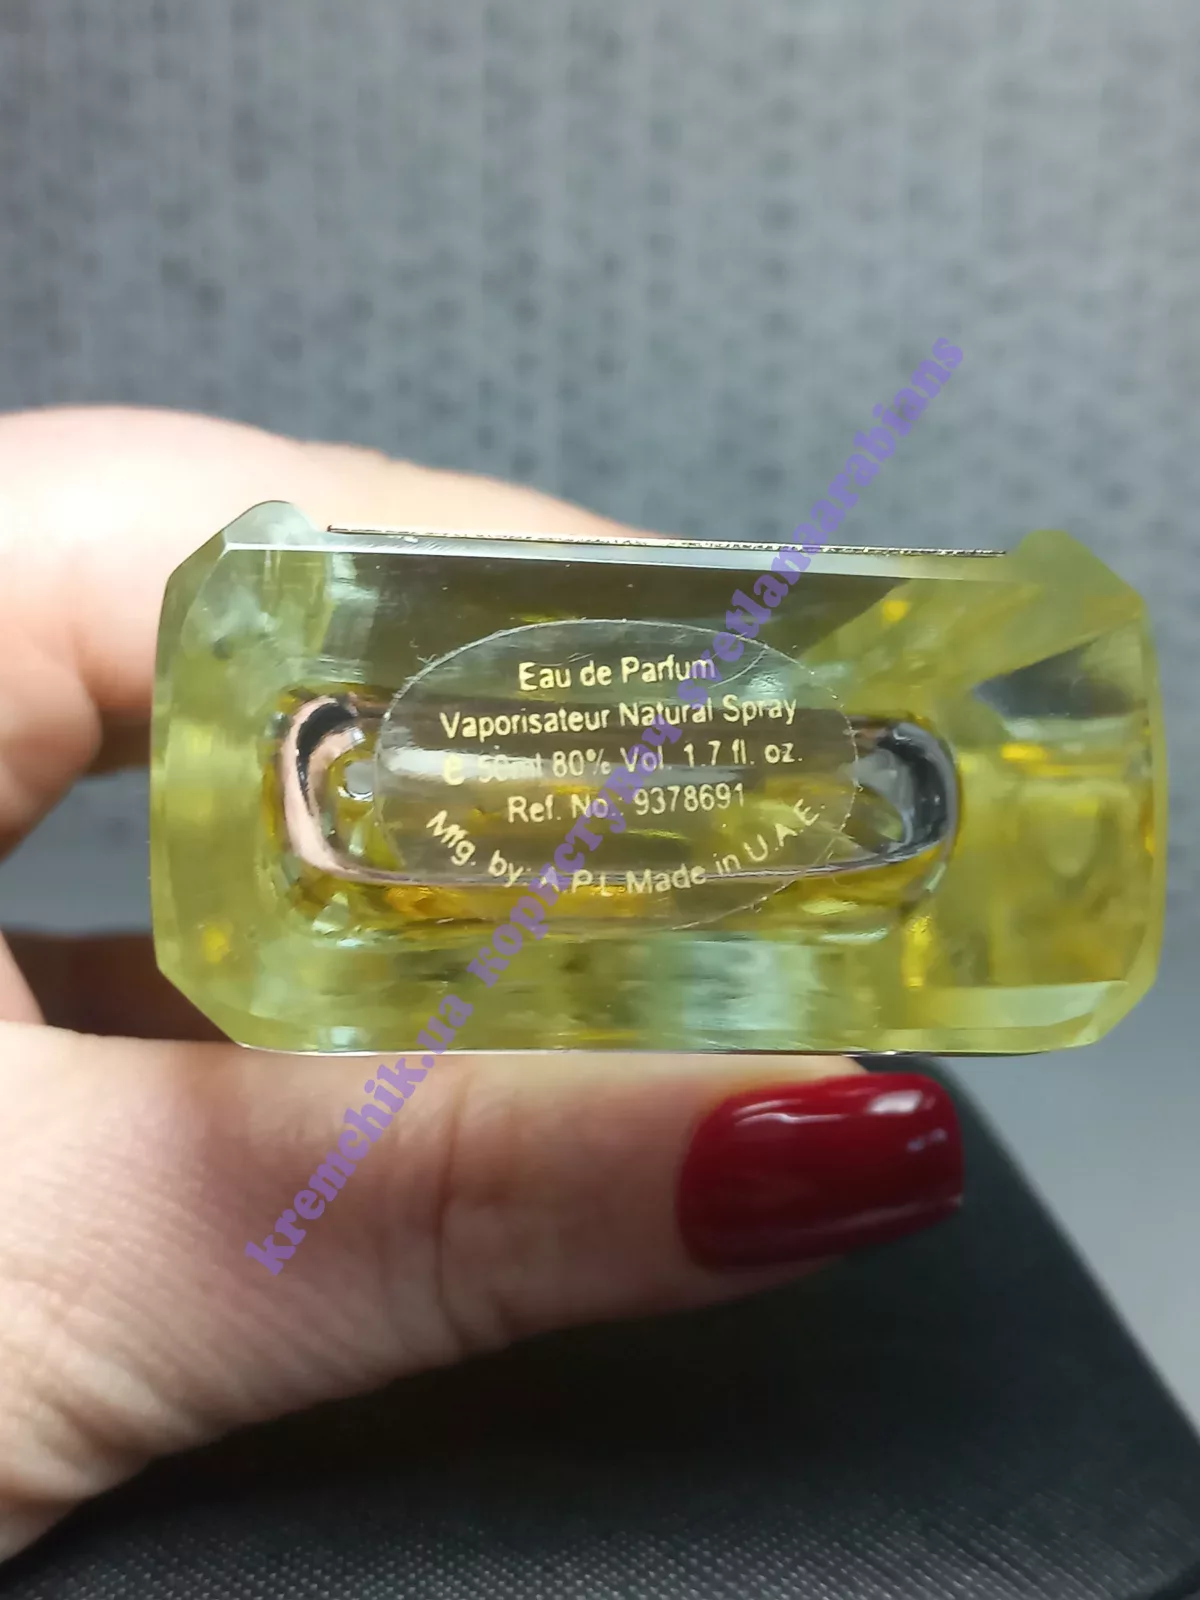 Eau de Parfum
Vaporisateur Natural Spray
e 50ml 80% Vol. 1.7 fl. oz.
Ref. No.: 9378691
Mfg. by: Made in U.A.E.
kremchik.ua користувач svetlanaarabians